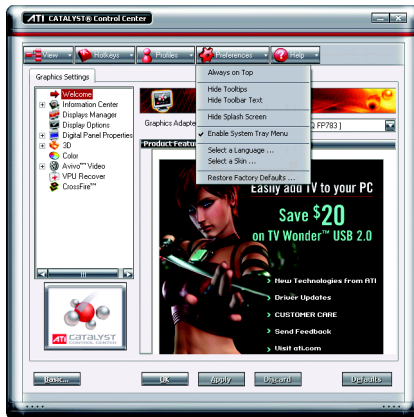 ATI CATALYST® Control Center
View Hotkeys Profiles Preferences Help
Graphics Settings
Welcome
Information Center
Displays Manager
Display Options
Digital Panel Properties
3D
Color
Avivo™ Video
VPU Recover
CrossFire™
Always on Top
Hide Tooltips
Hide Toolbar Text
Hide Splash Screen
Enable System Tray Menu
Select a Language ...
Select a Skin ...
Restore Factory Defaults ...
Graphics Adapte
Q FP783 ]
Product Featur
Easily add TV to your PC
Save $20
on TV Wonder™ USB 2.0
New Technologies from ATI
Driver Updates
CUSTOMER CARE
Send Feedback
Visit ati.com
ATI CATALYST
CONTROL CENTER
Basic... Ok Apply Discard Defaults